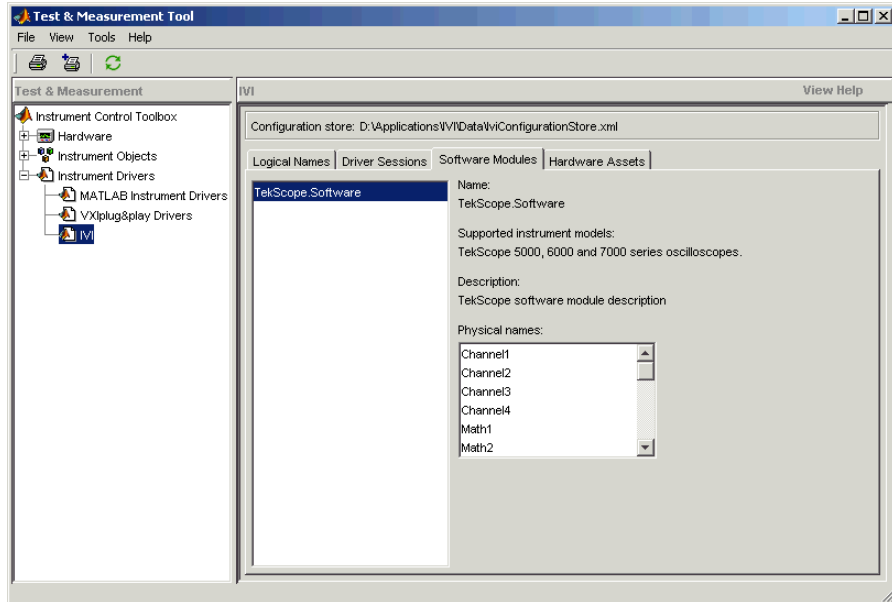 Test & Measurement Tool
File View Tools Help
Test & Measurement
IVI
View Help
Instrument Control Toolbox
Hardware
Instrument Objects
Instrument Drivers
MATLAB Instrument Drivers
VXIplug&play Drivers
IVI
Configuration store: D:\Applications\IVI\Data\IviConfigurationStore.xml
Logical Names
Driver Sessions
Software Modules
Hardware Assets
TekScope.Software
Name:
TekScope.Software
Supported instrument models:
TekScope 5000, 6000 and 7000 series oscilloscopes.
Description:
TekScope software module description
Physical names:
Channel1
Channel2
Channel3
Channel4
Math1
Math2